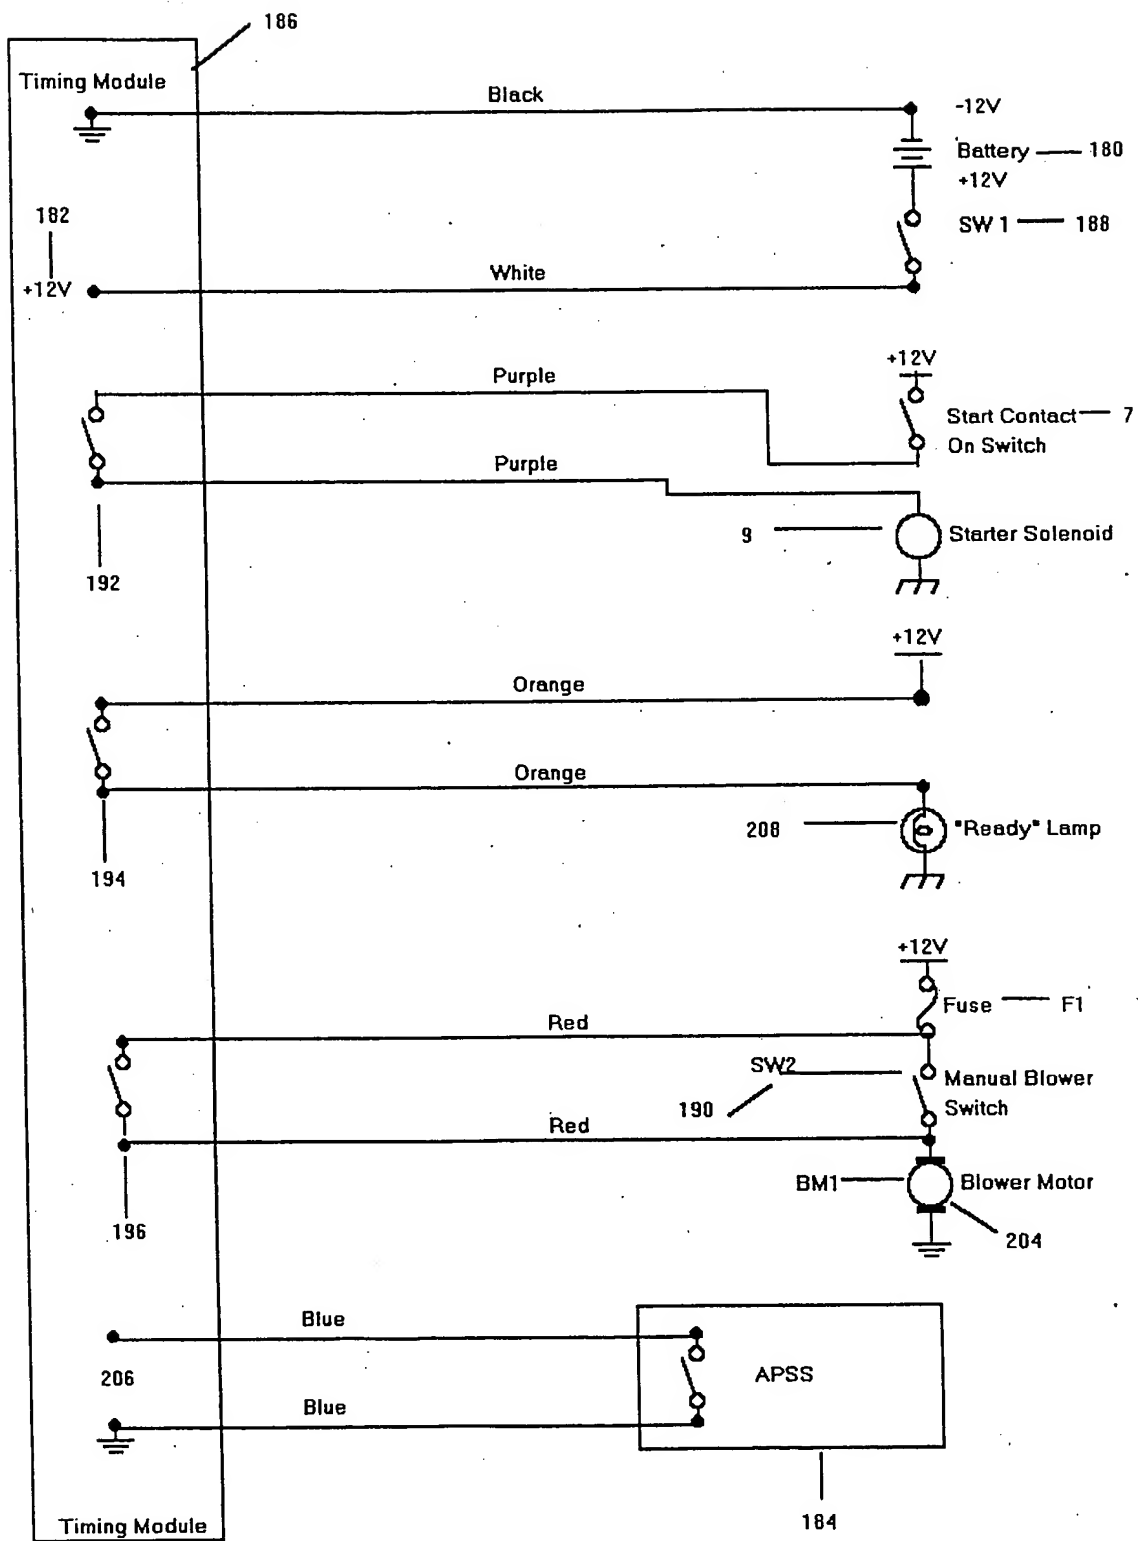 186
Timing Module
Black
-12V
Battery
180
+12V
182
SW 1
188
White
+12V
+12V
Purple
Start Contact
7
On Switch
Purple
9
Starter Solenoid
192
+12V
Orange
Orange
208
"Ready" Lamp
194
+12V
Fuse
F1
Red
SW2
Manual Blower
190
Switch
Red
BM1
Blower Motor
196
204
Blue
206
APSS
Blue
184
Timing Module